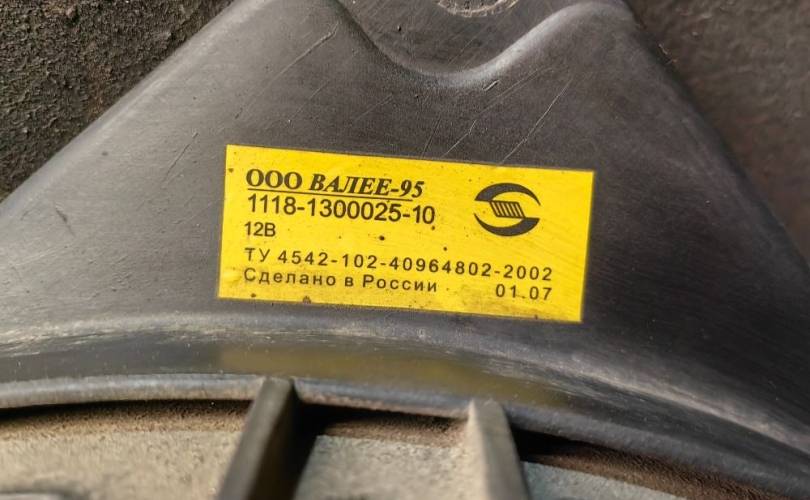 ООО ВАЛЕЕ-95
1118-1300025-10
12В
ТУ 4542-102-40964802-2002
Сделано в России 01.07